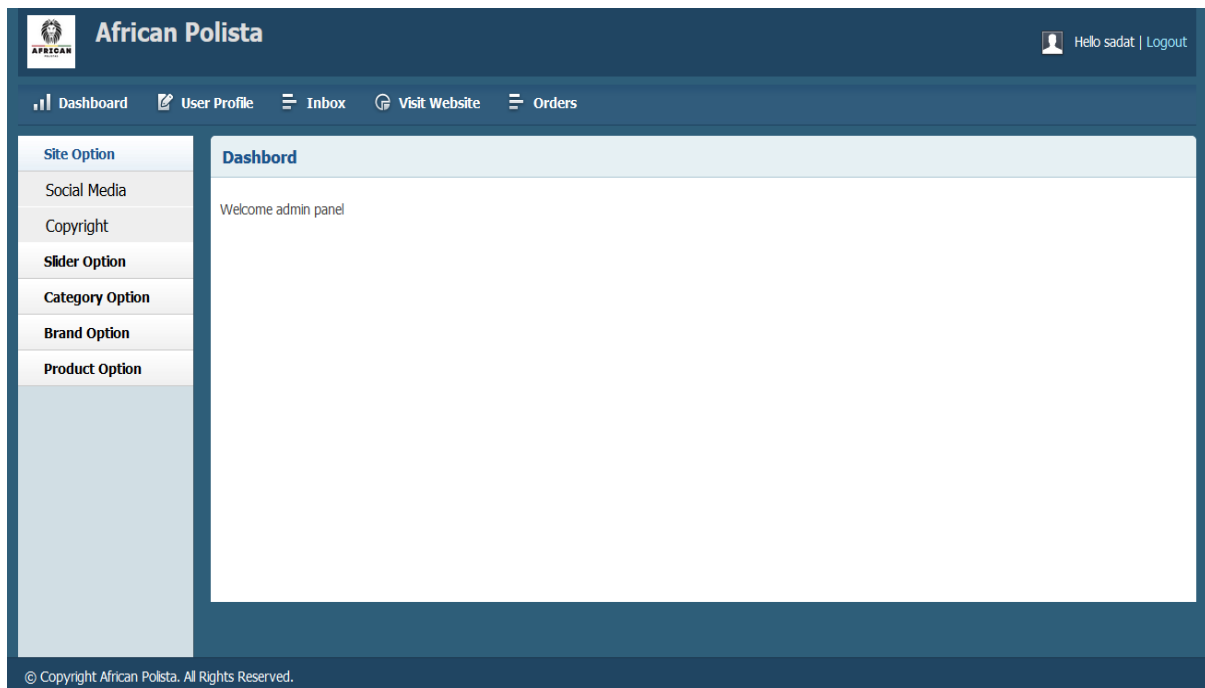 African Polista
AFRICAN
Hello sadat | Logout
Dashboard User Profile Inbox Visit Website Orders
Site Option
Social Media
Copyright
Slider Option
Category Option
Brand Option
Product Option
Dashbord
Welcome admin panel
© Copyright African Polista. All Rights Reserved.